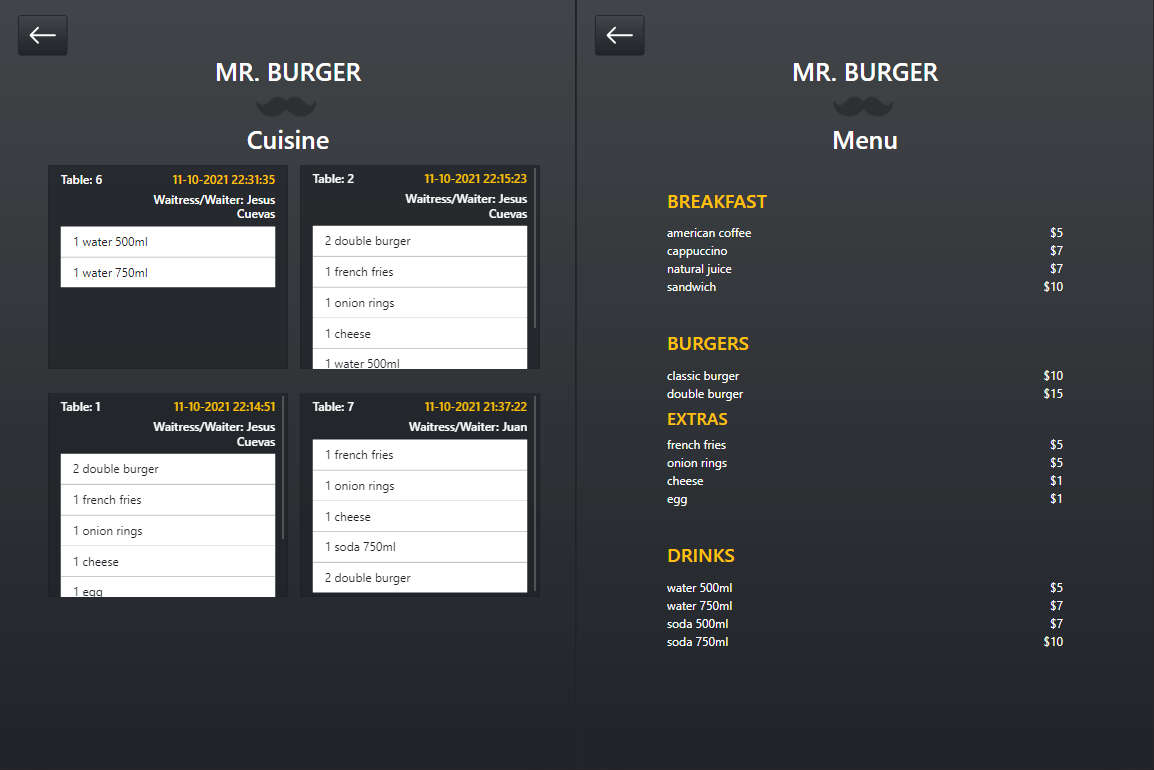 MR. BURGER
Cuisine
Table: 6
11-10-2021 22:31:35
Waitress/Waiter: Jesus
Cuevas
1 water 500ml
1 water 750ml
Table: 2
11-10-2021 22:15:23
Waitress/Waiter: Jesus
Cuevas
2 double burger
1 french fries
1 onion rings
1 cheese
1 water 500ml
Table: 1
11-10-2021 22:14:51
Waitress/Waiter: Jesus
Cuevas
2 double burger
1 french fries
1 onion rings
1 cheese
1 egg
Table: 7
11-10-2021 21:37:22
Waitress/Waiter: Juan
1 french fries
1 onion rings
1 cheese
1 soda 750ml
2 double burger
MR. BURGER
Menu
BREAKFAST
american coffee $5
cappuccino $7
natural juice $7
sandwich $10
BURGERS
classic burger $10
double burger $15
EXTRAS
french fries $5
onion rings $5
cheese $1
egg $1
DRINKS
water 500ml $5
water 750ml $7
soda 500ml $7
soda 750ml $10